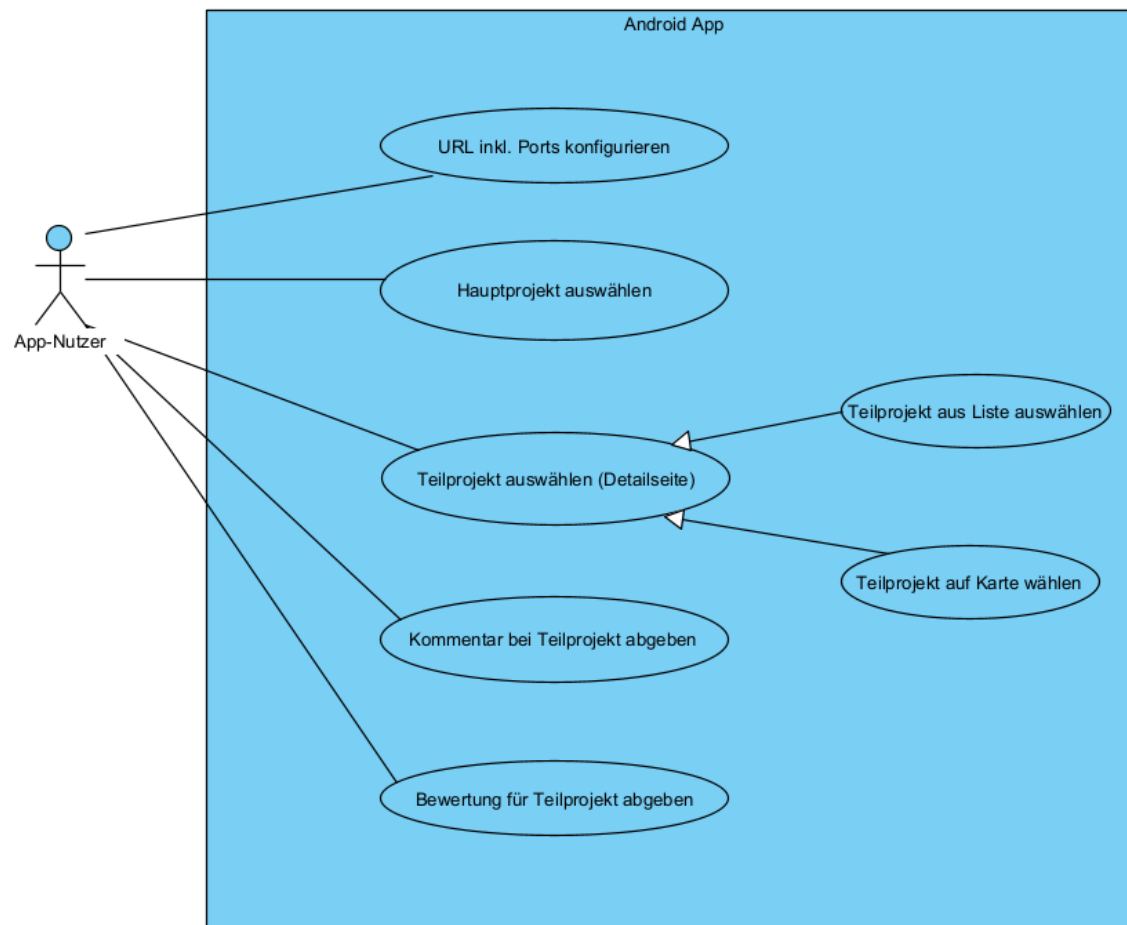 Android App
URL inkl. Ports konfigurieren
Hauptprojekt auswählen
App-Nutzer
Teilprojekt aus Liste auswählen
Teilprojekt auswählen (Detailseite)
Teilprojekt auf Karte wählen
Kommentar bei Teilprojekt abgeben
Bewertung für Teilprojekt abgeben